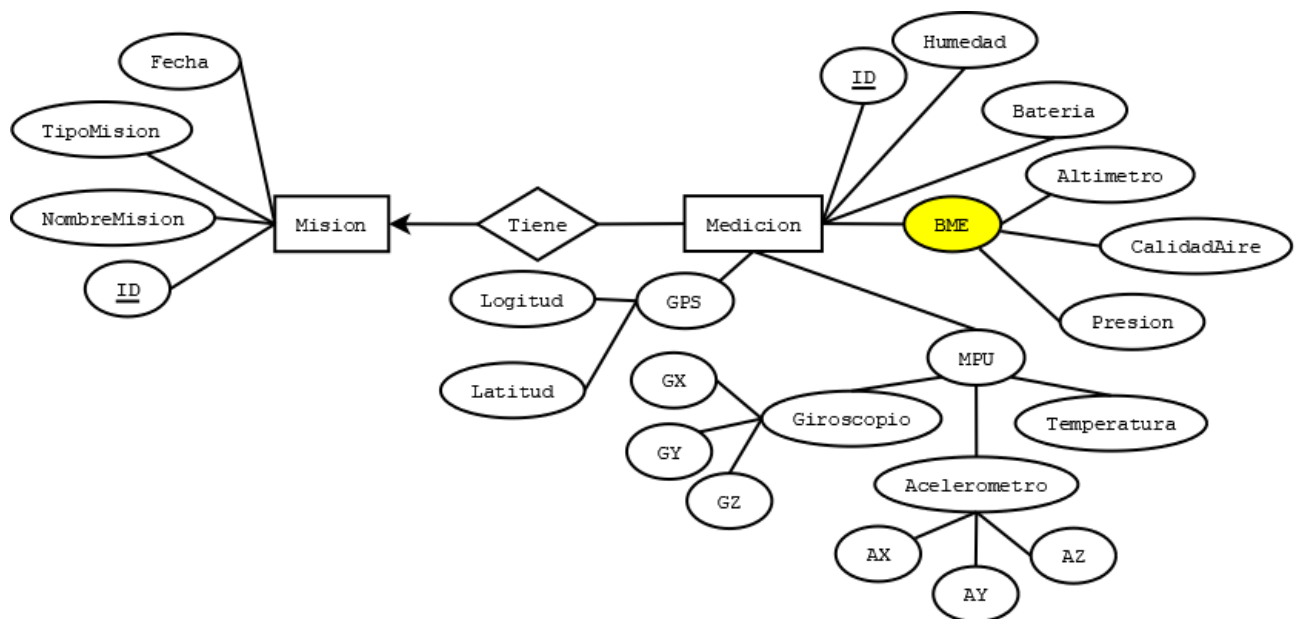 Humedad
Fecha
ID
Bateria
TipoMision
Altimetro
NombreMision
Mision
Tiene
Medicion
BME
CalidadAire
ID
Logitud
GPS
Presion
MPU
Latitud
GX
Giroscopio
Temperatura
GY
Acelerometro
GZ
AX
AZ
AY